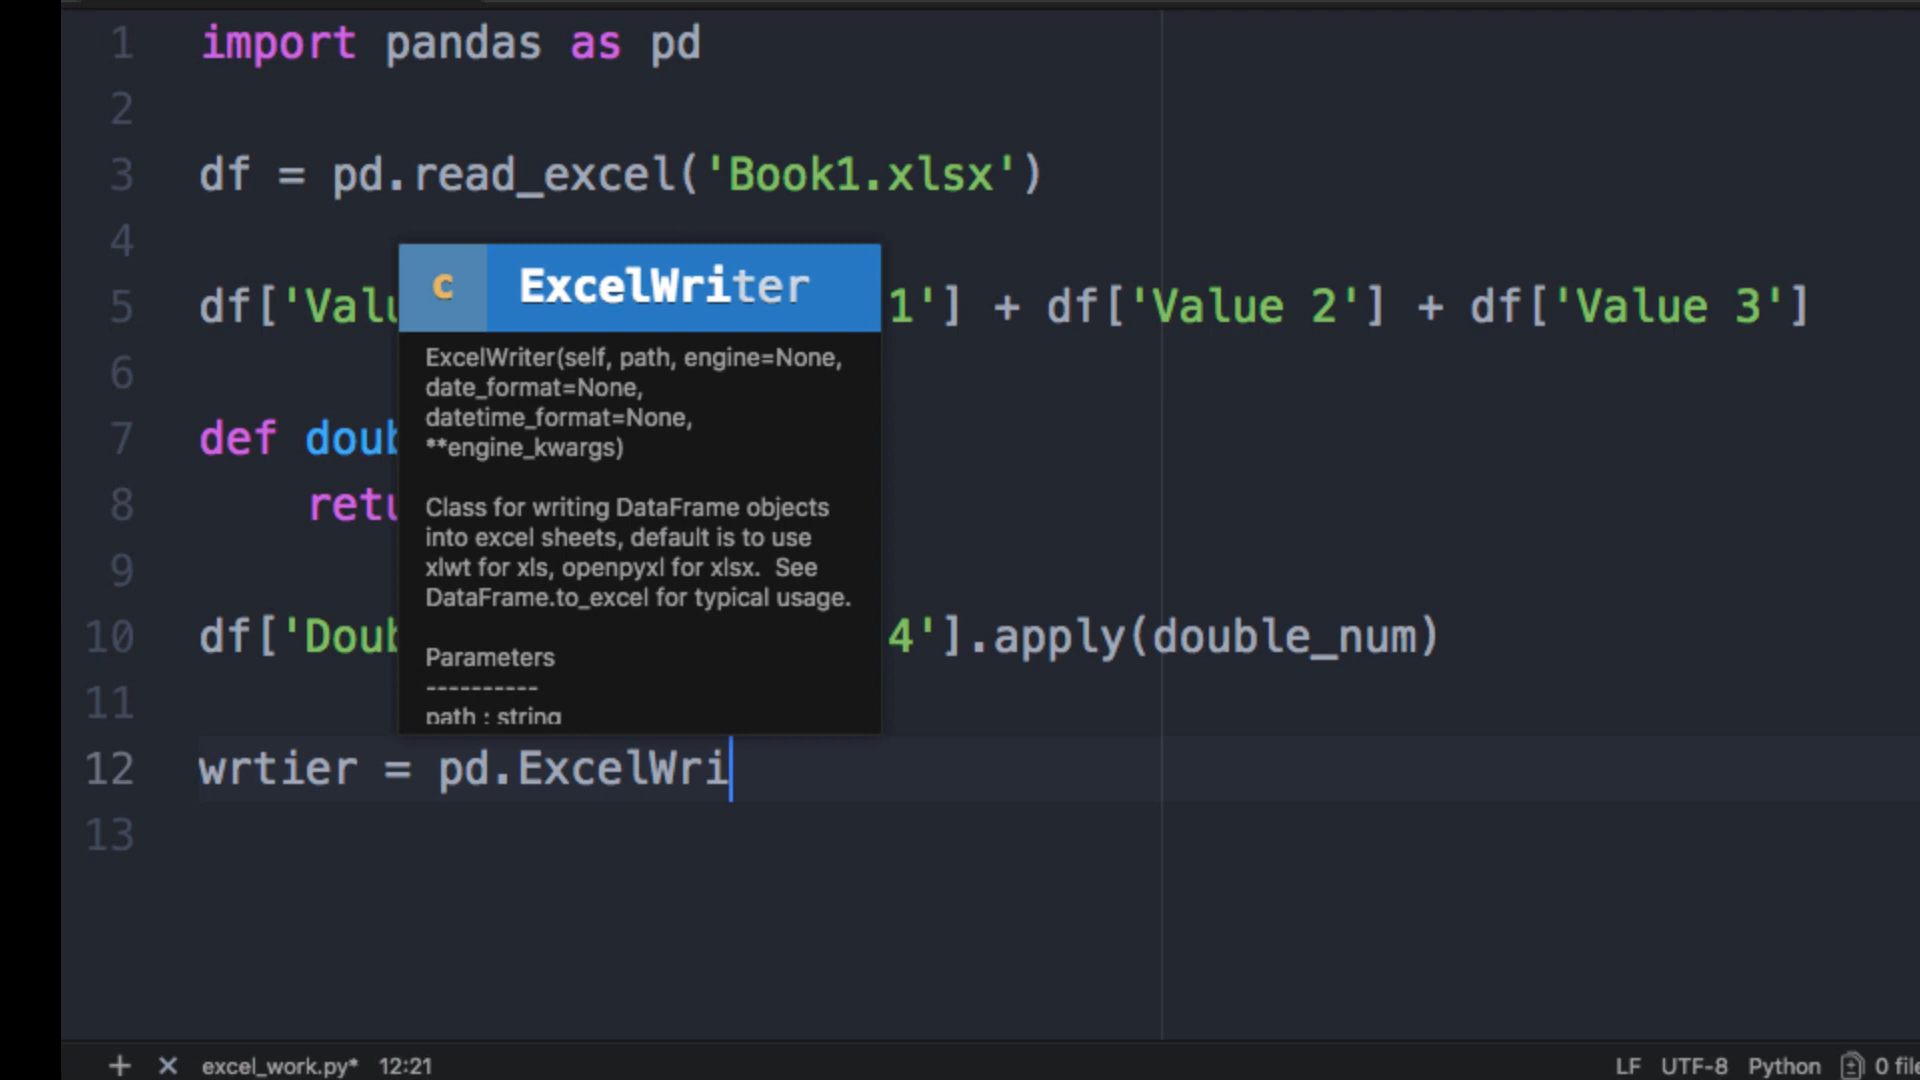 1 import pandas as pd
2
3 df = pd.read_excel('Book1.xlsx')
4
c ExcelWriter
5 df['Valu 1'] + df['Value 2'] + df['Value 3']
ExcelWriter(self, path, engine=None,
date_format=None,
datetime_format=None,
**engine_kwargs)
6
7 def doub
8 retu
Class for writing DataFrame objects
into excel sheets, default is to use
xlwt for xls, openpyxl for xlsx. See
DataFrame.to_excel for typical usage.
9
10 df['Doub 4'].apply(double_num)
Parameters
----------
path : string
11
12 wrtier = pd.ExcelWri
13
+ × excel_work.py* 12:21 LF UTF-8 Python 0 file